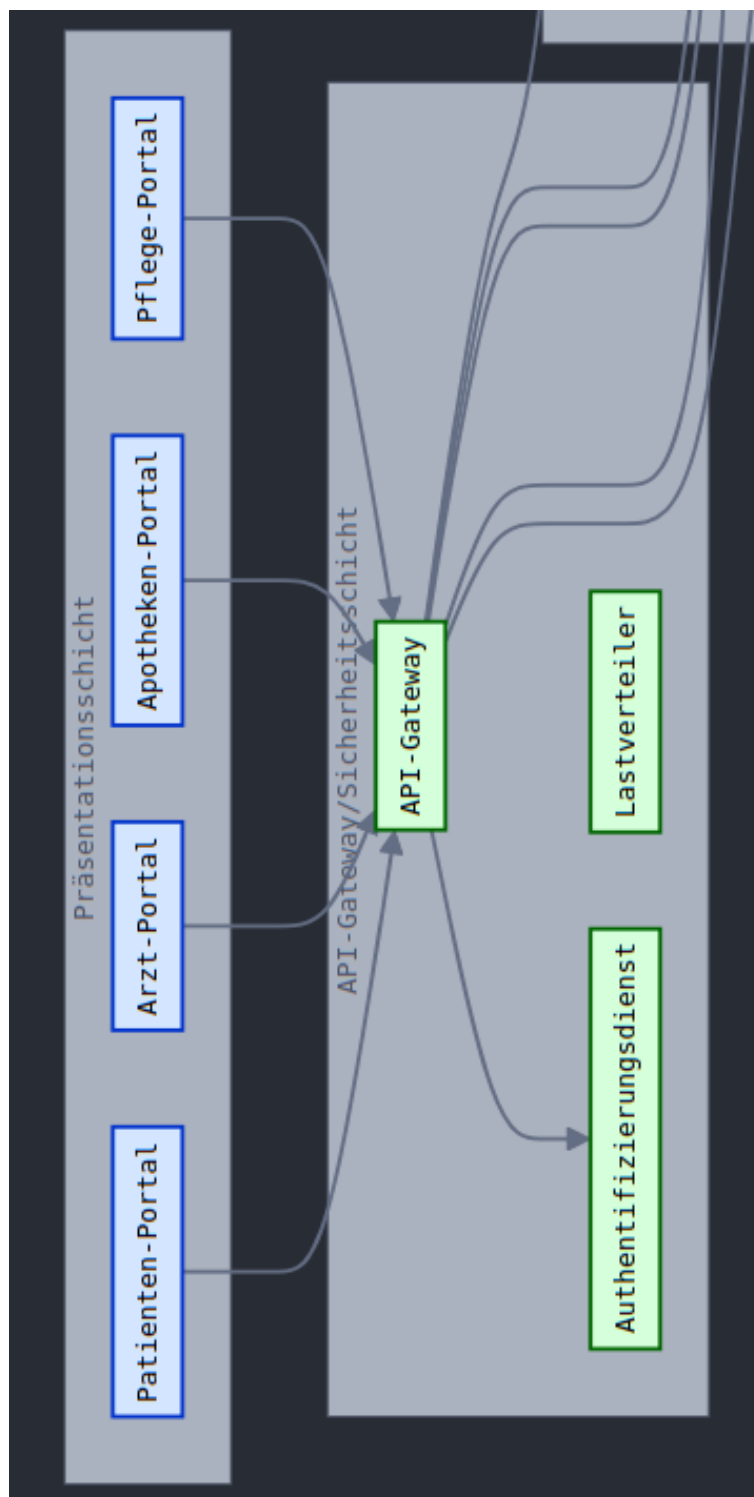 Präsentationsschicht
Patienten-Portal
Arzt-Portal
Apotheken-Portal
Pflege-Portal
API-Gateway/Sicherheitsschicht
API-Gateway
Authentifizierungsdienst
Lastverteiler